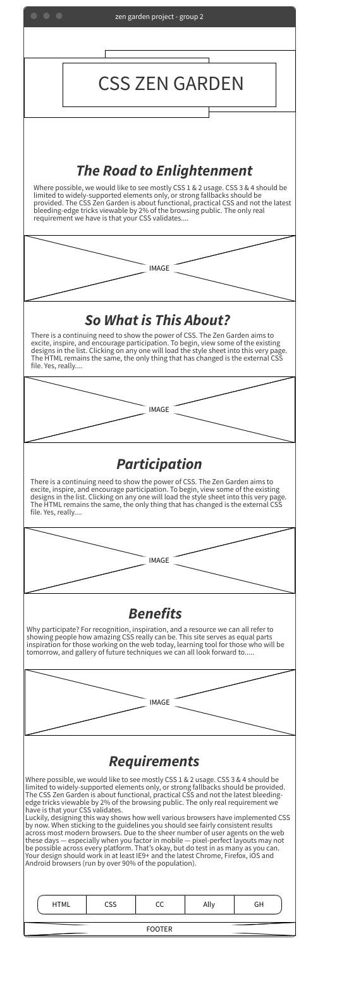 zen garden project - group 2
CSS ZEN GARDEN
The Road to Enlightenment
Where possible, we would like to see mostly CSS 1 & 2 usage. CSS 3 & 4 should be
limited to widely-supported elements only, or strong fallbacks should be
provided. The CSS Zen Garden is about functional, practical CSS and not the latest
bleeding-edge tricks viewable by 2% of the browsing public. The only real
requirement we have is that your CSS validates....
IMAGE
So What is This About?
There is a continuing need to show the power of CSS. The Zen Garden aims to
excite, inspire, and encourage participation. To begin, view some of the existing
designs in the list. Clicking on any one will load the style sheet into this very page.
The HTML remains the same, the only thing that has changed is the external CSS
file. Yes, really....
IMAGE
Participation
There is a continuing need to show the power of CSS. The Zen Garden aims to
excite, inspire, and encourage participation. To begin, view some of the existing
designs in the list. Clicking on any one will load the style sheet into this very page.
The HTML remains the same, the only thing that has changed is the external CSS
file. Yes, really....
IMAGE
Benefits
Why participate? For recognition, inspiration, and a resource we can all refer to
showing people how amazing CSS really can be. This site serves as equal parts
inspiration for those working on the web today, learning tool for those who will be
tomorrow, and gallery of future techniques we can all look forward to.....
IMAGE
Requirements
Where possible, we would like to see mostly CSS 1 & 2 usage. CSS 3 & 4 should be
limited to widely-supported elements only, or strong fallbacks should be provided.
The CSS Zen Garden is about functional, practical CSS and not the latest bleeding-
edge tricks viewable by 2% of the browsing public. The only real requirement we
have is that your CSS validates.
Luckily, designing this way shows how well various browsers have implemented CSS
by now. When sticking to the guidelines you should see fairly consistent results
across most modern browsers. Due to the sheer number of user agents on the web
these days — especially when you factor in mobile — pixel-perfect layouts may not
be possible across every platform. That's okay, but do test in as many as you can.
Your design should work in at least IE9+ and the latest Chrome, Firefox, iOS and
Android browsers (run by over 90% of the population).
HTML CSS CC Ally GH
FOOTER